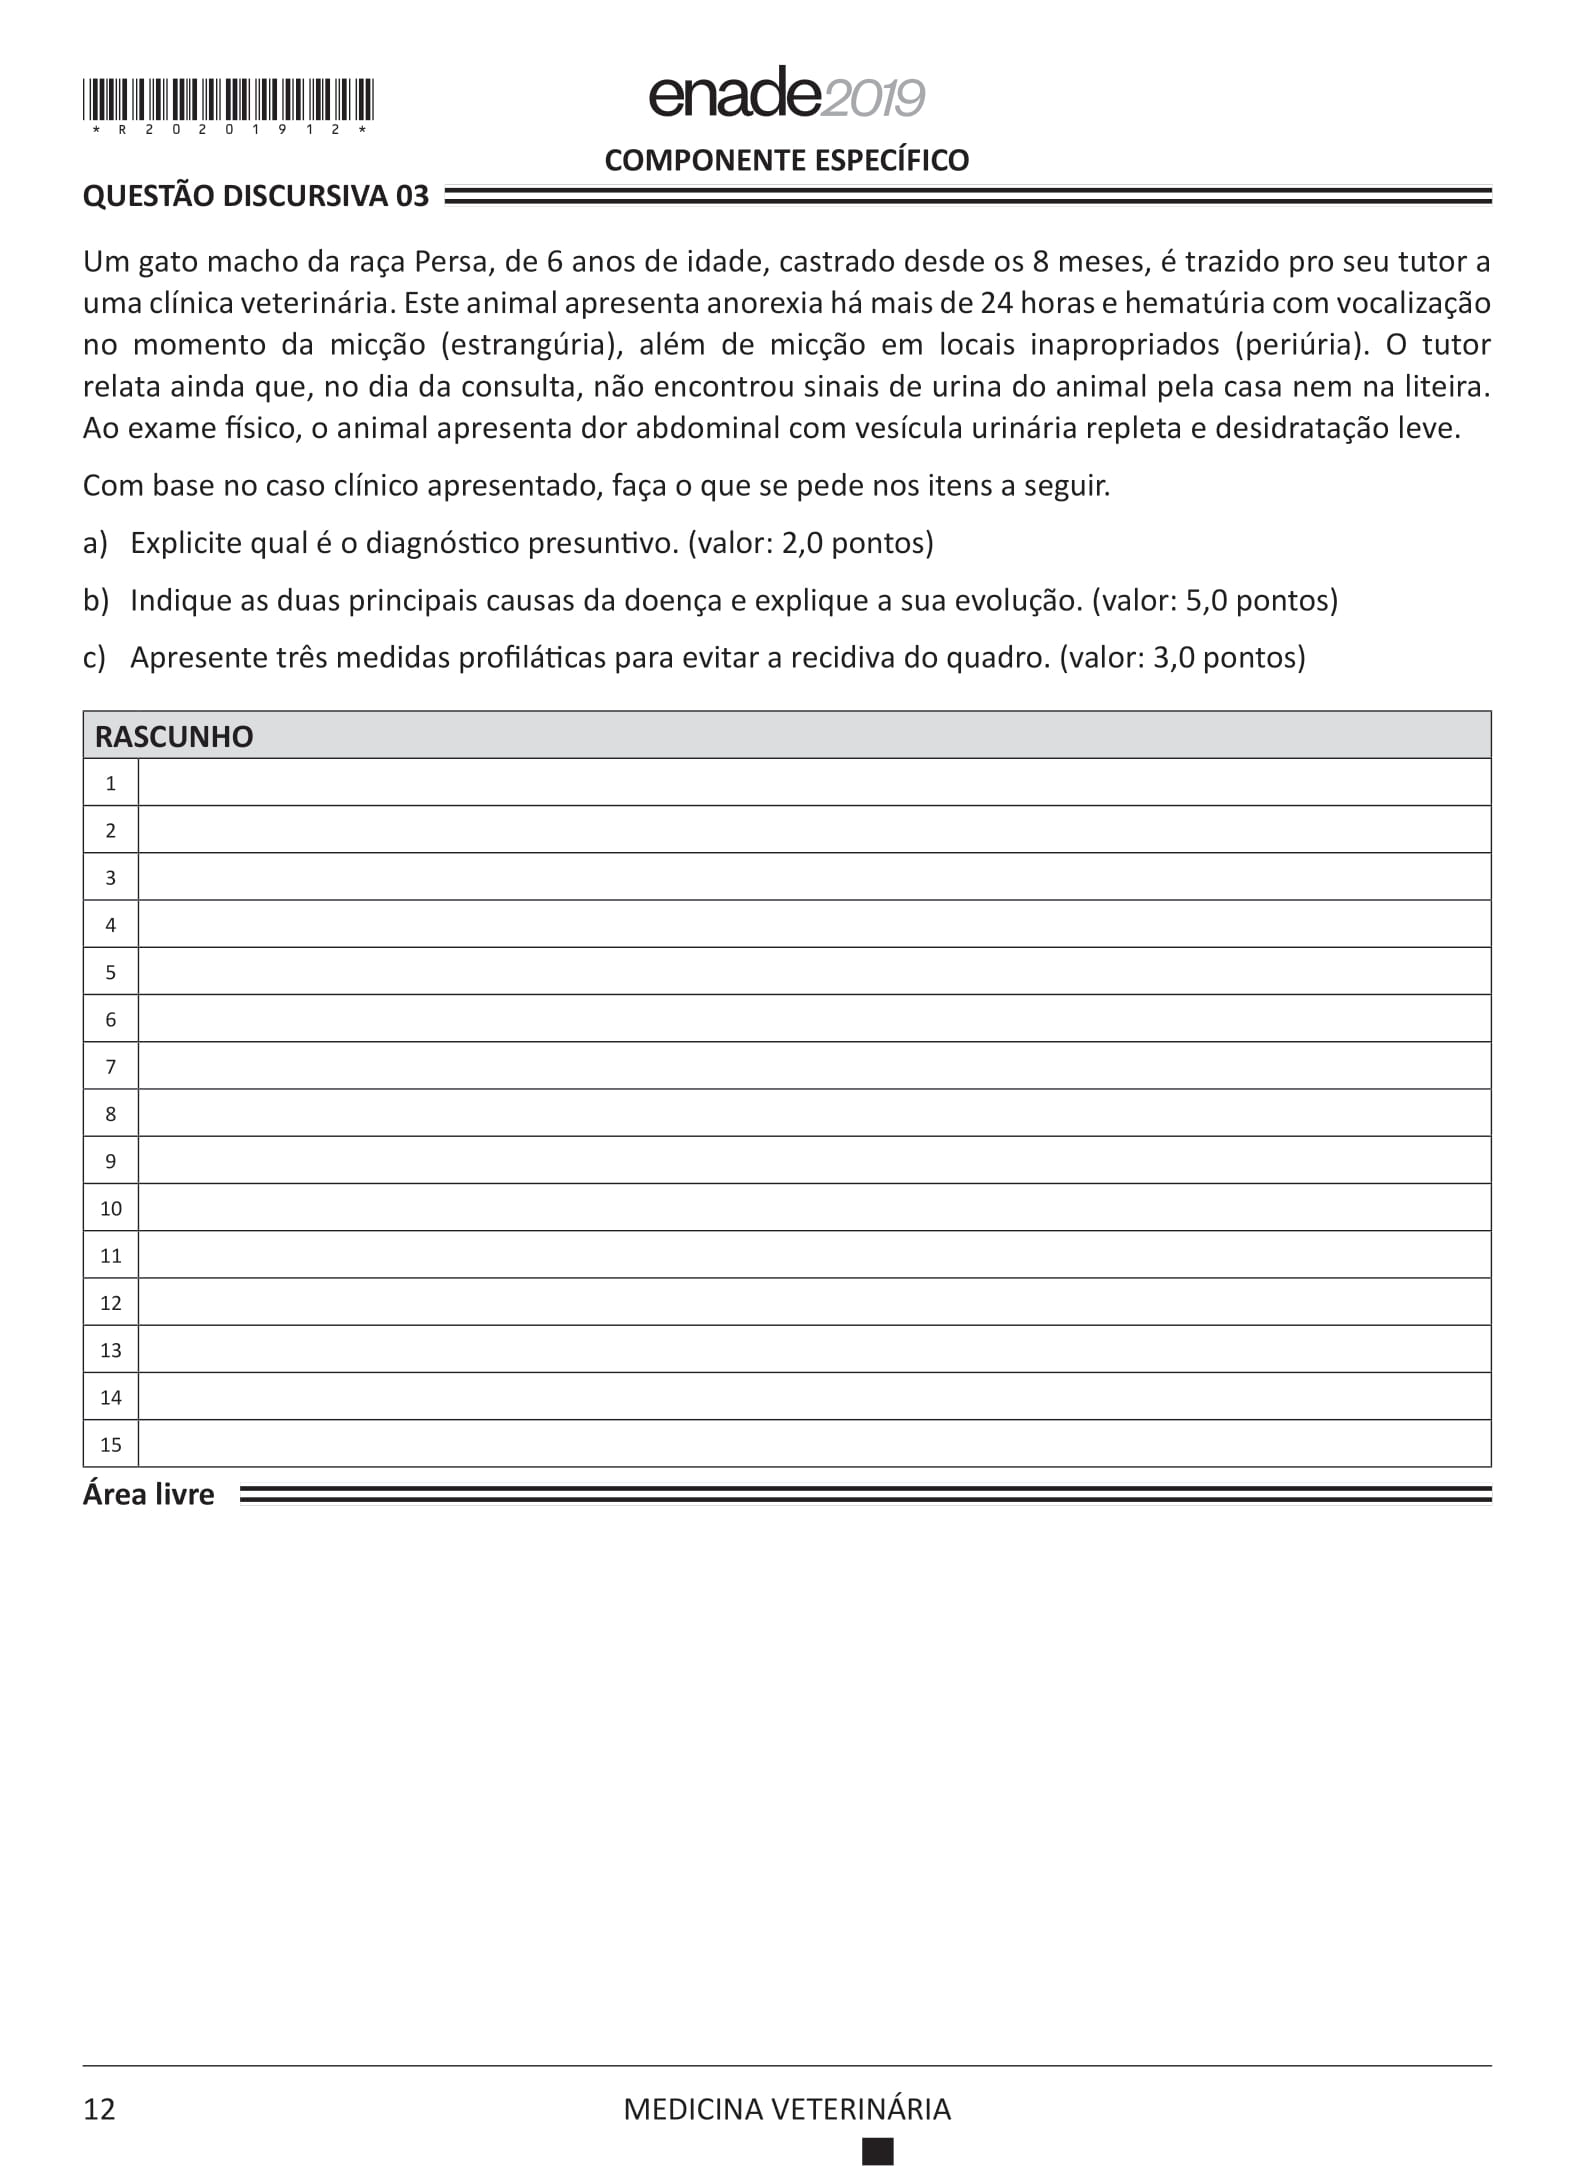 *R20201912*
enade2019
COMPONENTE ESPECÍFICO
QUESTÃO DISCURSIVA 03
Um gato macho da raça Persa, de 6 anos de idade, castrado desde os 8 meses, é trazido pro seu tutor a
uma clínica veterinária. Este animal apresenta anorexia há mais de 24 horas e hematúria com vocalização
no momento da micção (estrangúria), além de micção em locais inapropriados (periúria). O tutor
relata ainda que, no dia da consulta, não encontrou sinais de urina do animal pela casa nem na liteira.
Ao exame físico, o animal apresenta dor abdominal com vesícula urinária repleta e desidratação leve.
Com base no caso clínico apresentado, faça o que se pede nos itens a seguir.
a) Explicite qual é o diagnóstico presuntivo. (valor: 2,0 pontos)
b) Indique as duas principais causas da doença e explique a sua evolução. (valor: 5,0 pontos)
c) Apresente três medidas profiláticas para evitar a recidiva do quadro. (valor: 3,0 pontos)
RASCUNHO
1
2
3
4
5
6
7
8
9
10
11
12
13
14
15
Área livre
12 MEDICINA VETERINÁRIA